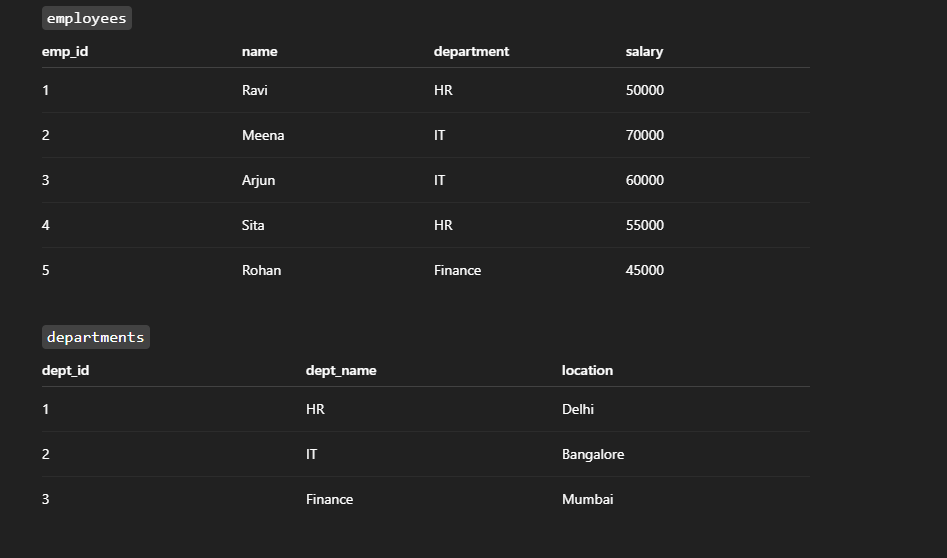 employees
emp_id name department salary
1 Ravi HR 50000
2 Meena IT 70000
3 Arjun IT 60000
4 Sita HR 55000
5 Rohan Finance 45000
departments
dept_id dept_name location
1 HR Delhi
2 IT Bangalore
3 Finance Mumbai